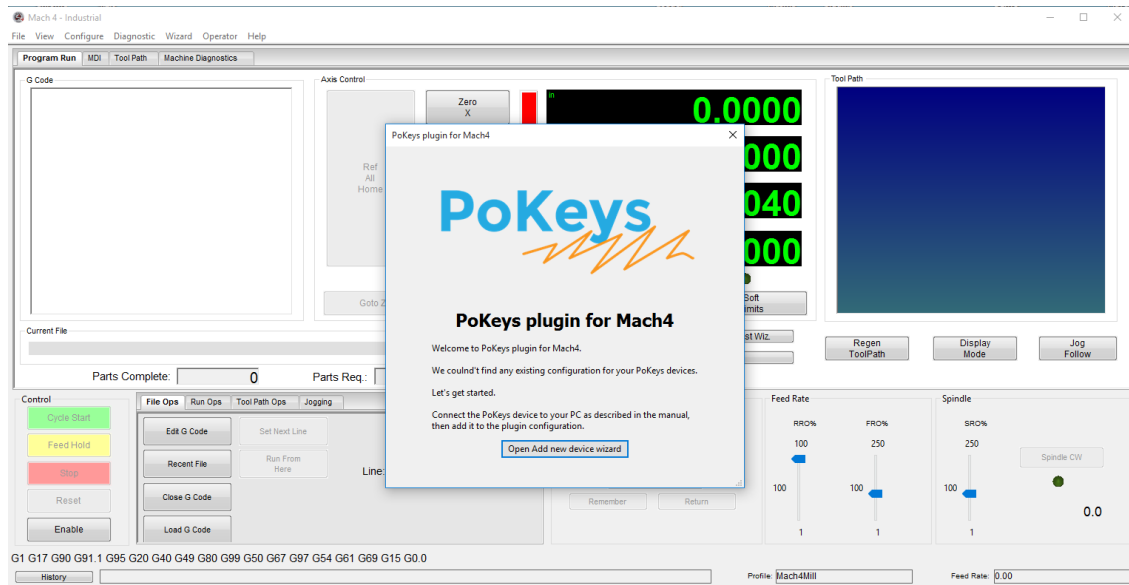 Mach 4 - Industrial
File View Configure Diagnostic Wizard Operator Help
Program Run MDI Tool Path Machine Diagnostics
G Code
Axis Control
Tool Path
Zero
X
in
0.0000
PoKeys plugin for Mach4
000
Ref
All
Home
040
000
PoKeys
Goto Z
Soft
imits
PoKeys plugin for Mach4
Current File
st Wiz.
Regen
ToolPath
Display
Mode
Jog
Follow
Welcome to PoKeys plugin for Mach4.
We coulnd't find any existing configuration for your PoKeys devices.
Let's get started.
Connect the PoKeys device to your PC as described in the manual,
then add it to the plugin configuration.
Open Add new device wizard
Parts Complete: 0
Parts Req.:
Control
Cycle Start
Feed Hold
Stop
Reset
Enable
File Ops Run Ops Tool Path Ops Jogging
Edit G Code
Set Next Line
Recent File
Run From
Here
Line:
Close G Code
Load G Code
Remember
Return
Feed Rate
RRO% FRO%
100 250
100 100
1 1
Spindle
SRO%
250
100
1
Spindle CW
0.0
G1 G17 G90 G91.1 G95 G20 G40 G49 G80 G99 G50 G67 G97 G54 G61 G69 G15 G0.0
History
Profile: Mach4Mill
Feed Rate: 0.00